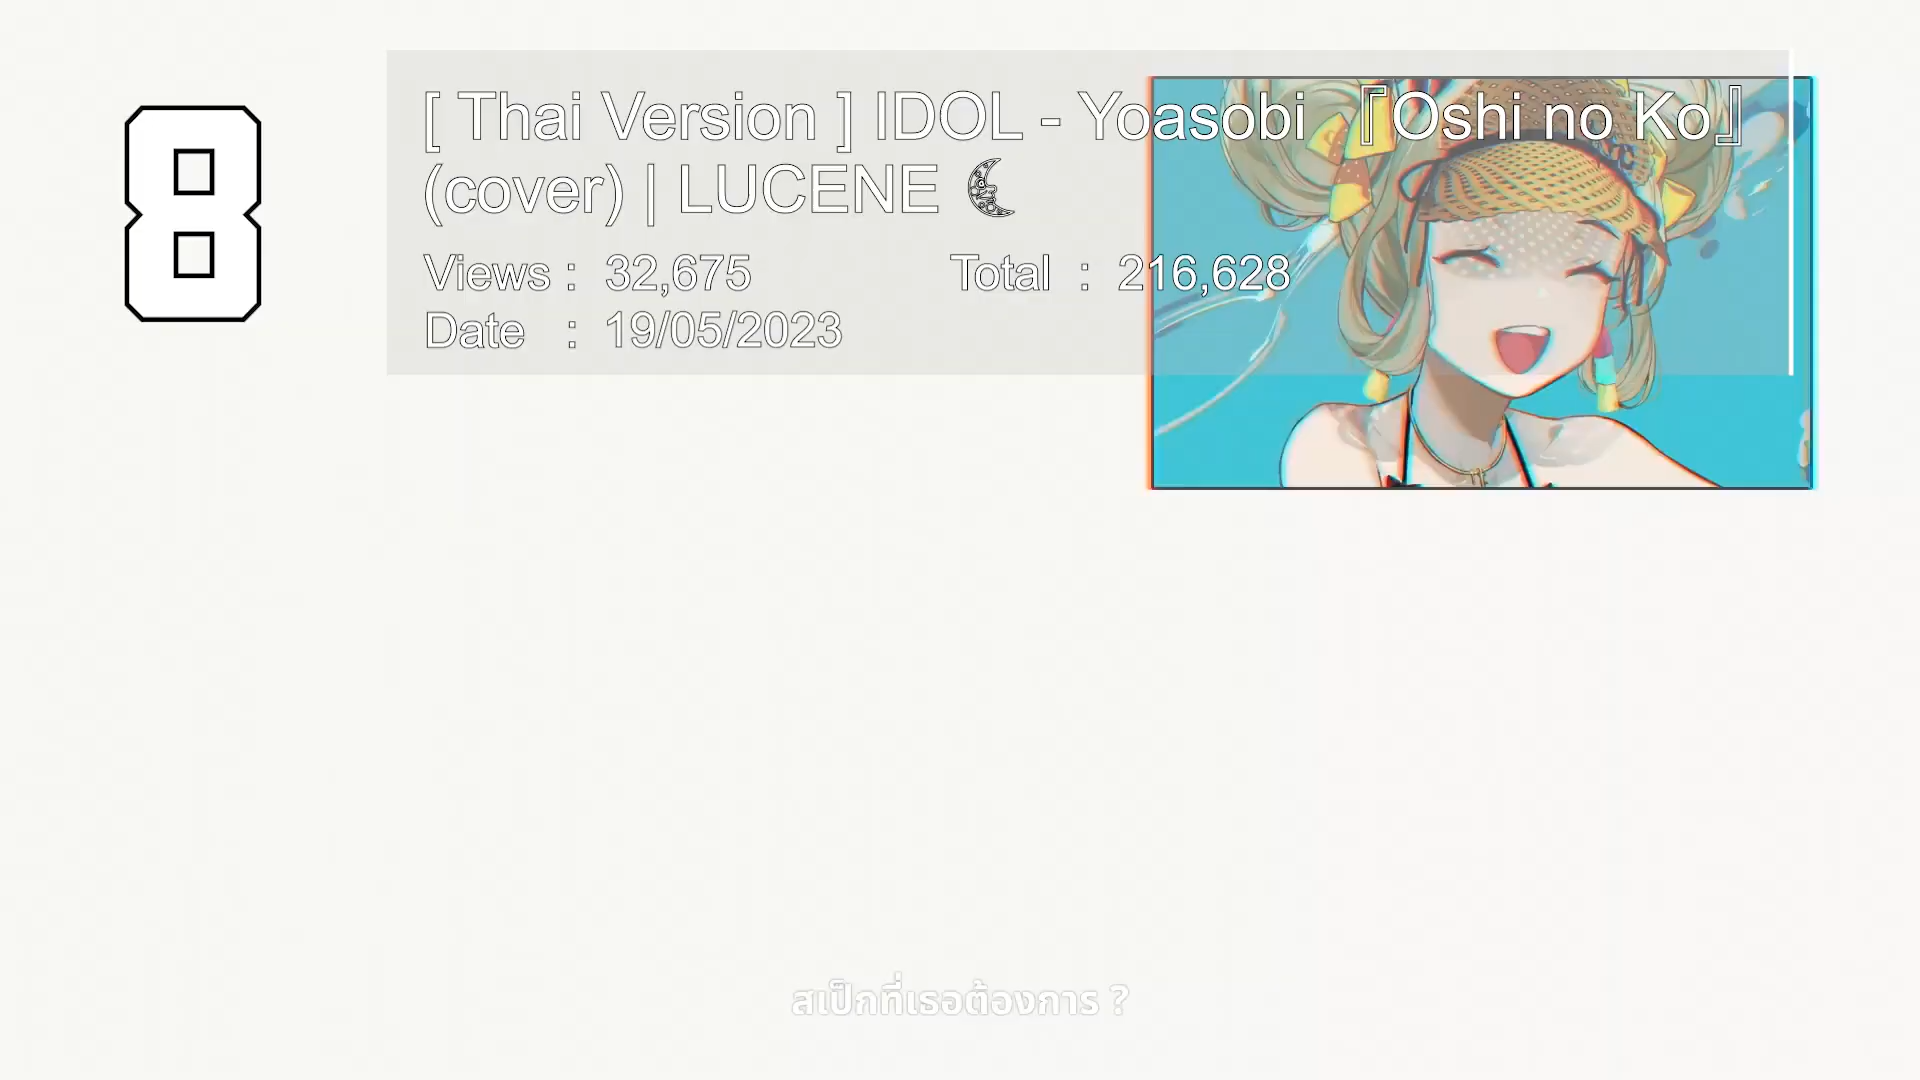 8
[ Thai Version ] IDOL - Yoasobi 『Oshi no Ko』
(cover) | LUCENE 🌜
Views : 32,675 Total : 216,628
Date : 19/05/2023
สเป็กที่เธอต้องการ ?